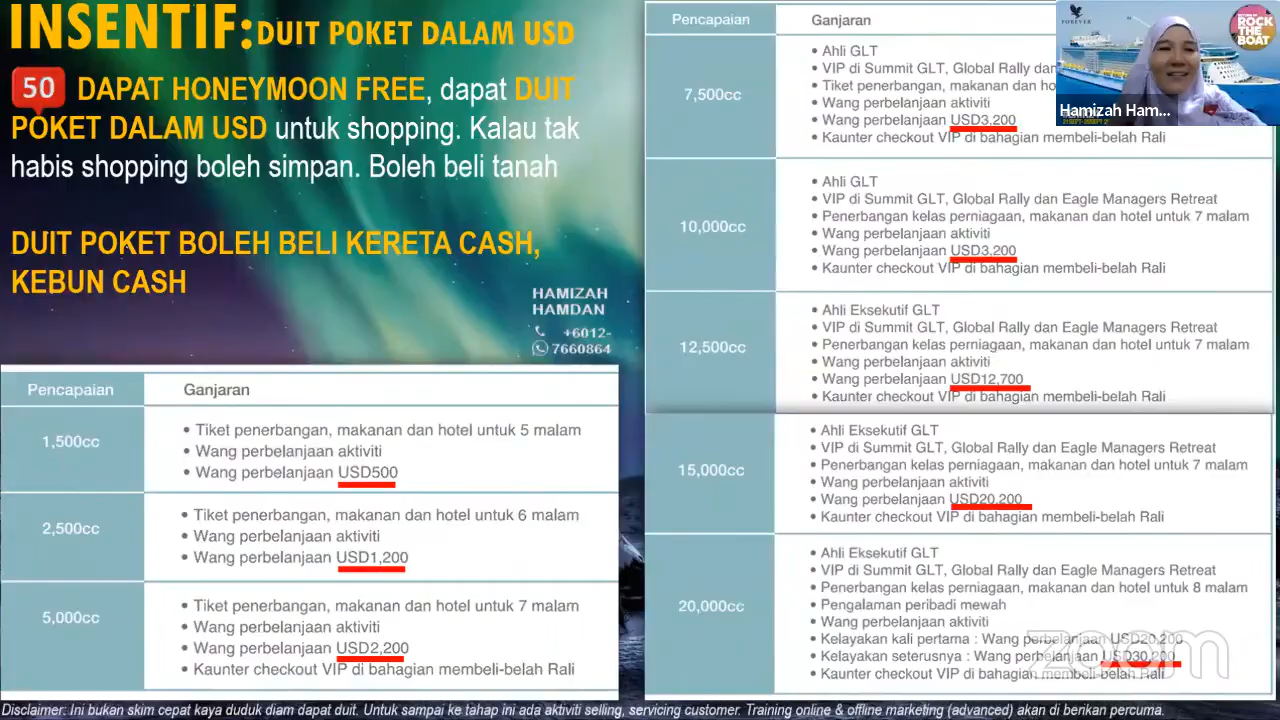 INSENTIF: DUIT POKET DALAM USD
50 DAPAT HONEYMOON FREE, dapat DUIT
POKET DALAM USD untuk shopping. Kalau tak
habis shopping boleh simpan. Boleh beli tanah
DUIT POKET BOLEH BELI KERETA CASH,
KEBUN CASH
HAMIZAH
HAMDAN
+6012-
7660864
Pencapaian Ganjaran
1,500cc
• Tiket penerbangan, makanan dan hotel untuk 5 malam
• Wang perbelanjaan aktiviti
• Wang perbelanjaan USD500
2,500cc
• Tiket penerbangan, makanan dan hotel untuk 6 malam
• Wang perbelanjaan aktiviti
• Wang perbelanjaan USD1,200
5,000cc
• Tiket penerbangan, makanan dan hotel untuk 7 malam
• Wang perbelanjaan aktiviti
• Wang perbelanjaan USD2,200
• Kaunter checkout VIP di bahagian membeli-belah Rali
Pencapaian Ganjaran
7,500cc
• Ahli GLT
• VIP di Summit GLT, Global Rally dan
• Tiket penerbangan, makanan dan
• Wang perbelanjaan aktiviti
• Wang perbelanjaan USD3,200
• Kaunter checkout VIP di bahagian membeli-belah Rali
10,000cc
• Ahli GLT
• VIP di Summit GLT, Global Rally dan Eagle Managers Retreat
• Penerbangan kelas perniagaan, makanan dan hotel untuk 7 malam
• Wang perbelanjaan aktiviti
• Wang perbelanjaan USD3,200
• Kaunter checkout VIP di bahagian membeli-belah Rali
12,500cc
• Ahli Eksekutif GLT
• VIP di Summit GLT, Global Rally dan Eagle Managers Retreat
• Penerbangan kelas perniagaan, makanan dan hotel untuk 7 malam
• Wang perbelanjaan aktiviti
• Wang perbelanjaan USD12,700
• Kaunter checkout VIP di bahagian membeli-belah Rali
15,000cc
• Ahli Eksekutif GLT
• VIP di Summit GLT, Global Rally dan Eagle Managers Retreat
• Penerbangan kelas perniagaan, makanan dan hotel untuk 7 malam
• Wang perbelanjaan aktiviti
• Wang perbelanjaan USD20,200
• Kaunter checkout VIP di bahagian membeli-belah Rali
20,000cc
• Ahli Eksekutif GLT
• VIP di Summit GLT, Global Rally dan Eagle Managers Retreat
• Penerbangan kelas perniagaan, makanan dan hotel untuk 8 malam
• Pengalaman peribadi mewah
• Wang perbelanjaan aktiviti
• Kelayakan kali pertama : Wang perbelanjaan
• Kelayakan seterusnya : Wang perbelanjaan
• Kaunter checkout VIP di bahagian membeli-belah Rali
zoom
FOREVER
ROCK
THE
BOAT
Hamizah Ham...
Disclaimer: Ini bukan skim cepat kaya duduk diam dapat duit. Untuk sampai ke tahap ini ada aktiviti selling, servicing customer. Training online & offline marketing (advanced) akan di berikan percuma.